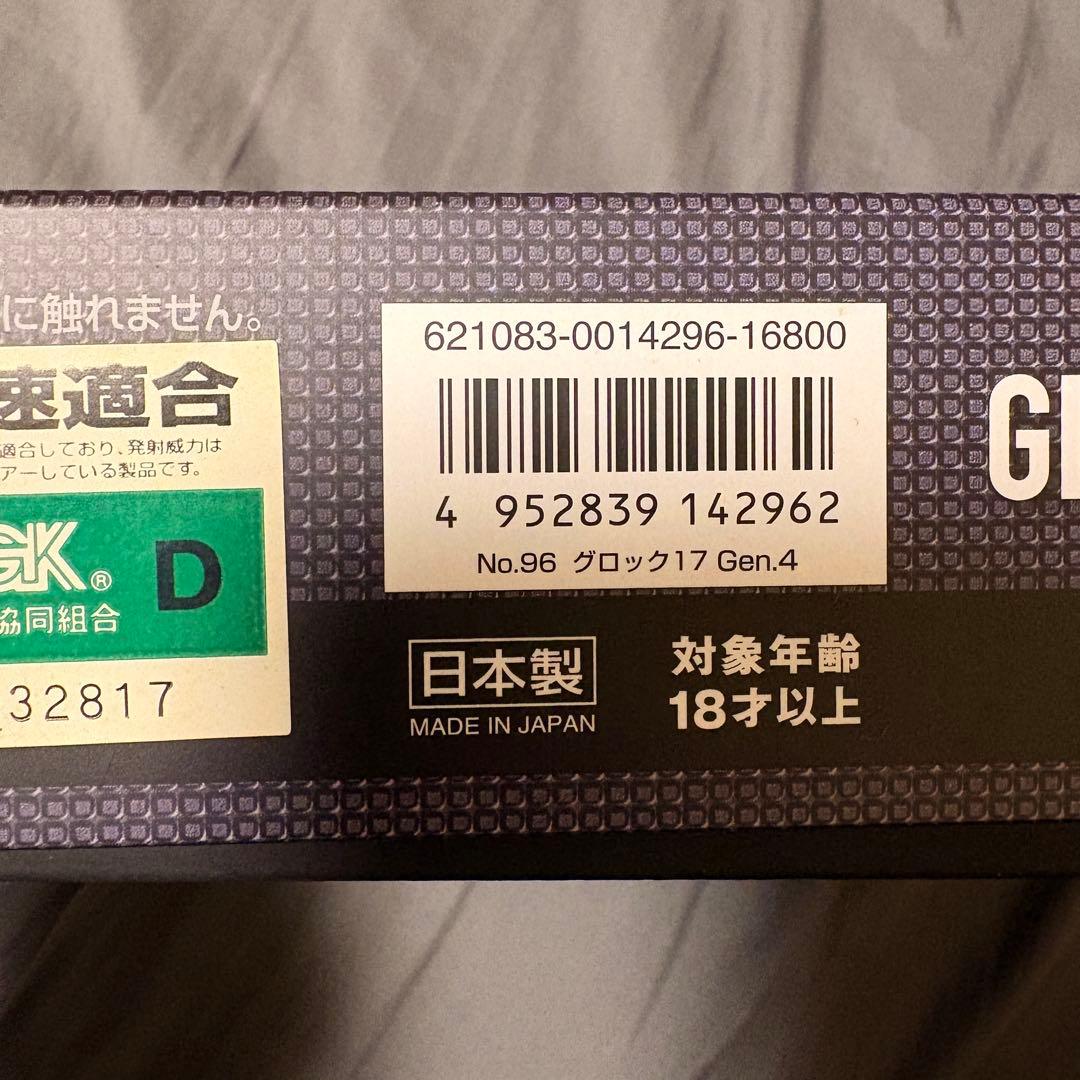 に触れません。
速適合
適合しており、発射威力は
アーしている製品です。
GK®
D
協同組合
32817
621083-0014296-16800
4 952839 142962
No.96 グロック17 Gen.4
日本製
MADE IN JAPAN
対象年齢
18才以上
G